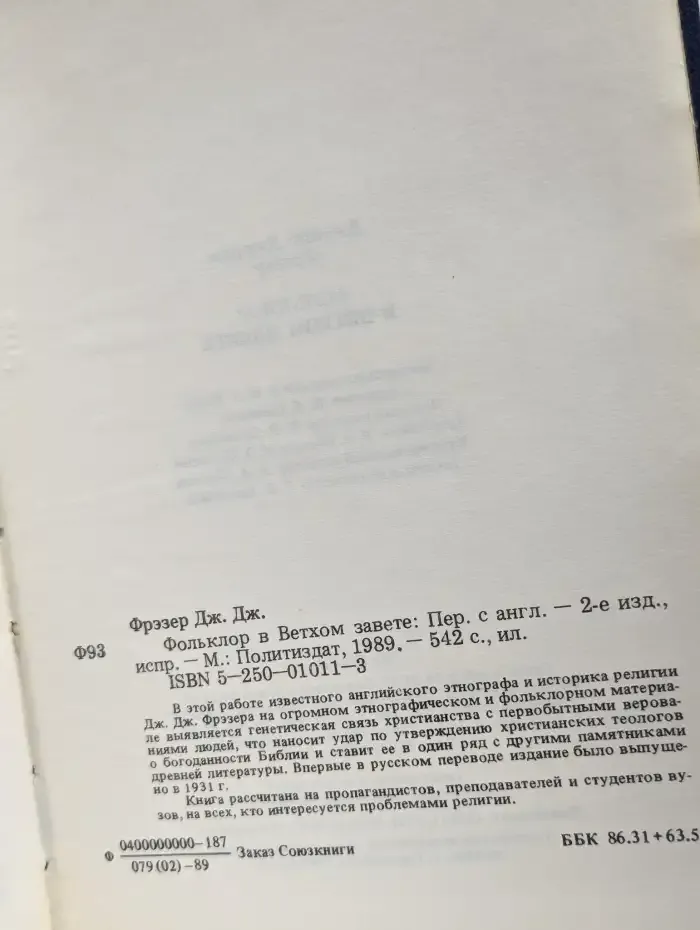 Фрэзер Дж. Дж.
Ф93
Фольклор в Ветхом завете: Пер. с англ. — 2-е изд.,
испр. — М.: Политиздат, 1989. — 542 с., ил.
ISBN 5—250—01011—3
В этой работе известного английского этнографа и историка религии
Дж. Дж. Фрэзера на огромном этнографическом и фольклорном материа-
ле выявляется генетическая связь христианства с первобытными верова-
ниями людей, что наносит удар по утверждению христианских теологов
о богоданности Библии и ставит ее в один ряд с другими памятниками
древней литературы. Впервые в русском переводе издание было выпуще-
но в 1931 г.
Книга рассчитана на пропагандистов, преподавателей и студентов ву-
зов, на всех, кто интересуется проблемами религии.
Ф 0400000000—187
079(02)—89
Заказ Союзкниги
ББК 86.31+63.5